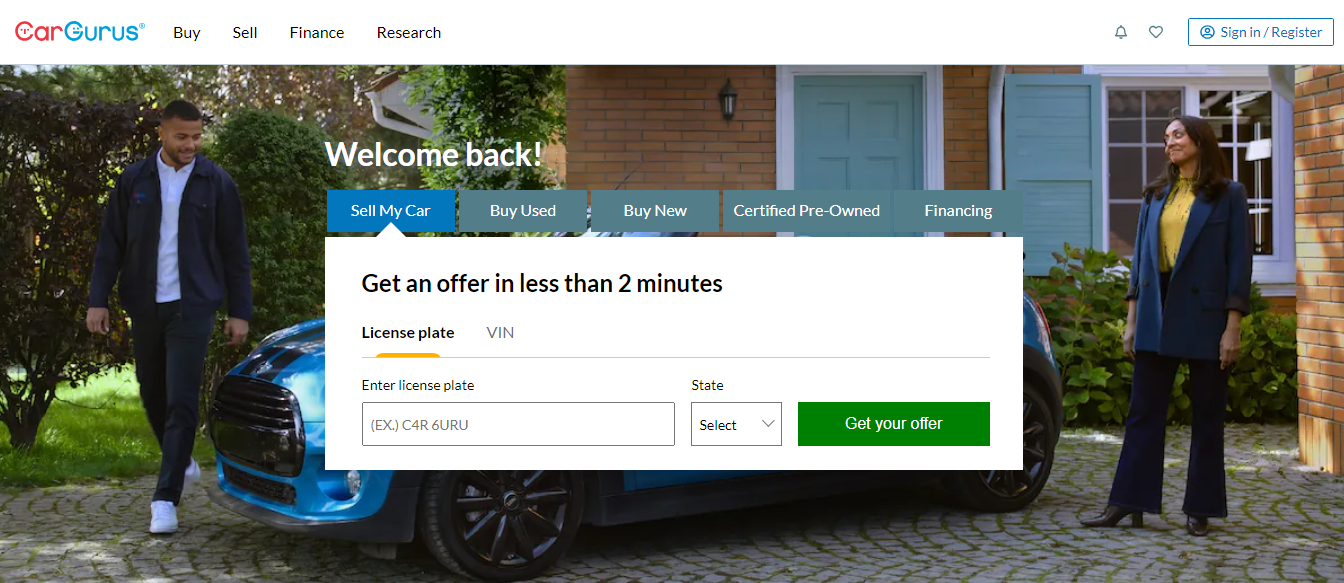 CarGurus® Buy Sell Finance Research Sign in / Register
Welcome back!
Sell My Car Buy Used Buy New Certified Pre-Owned Financing
Get an offer in less than 2 minutes
License plate VIN
Enter license plate State
(EX.) C4R 6URU Select Get your offer